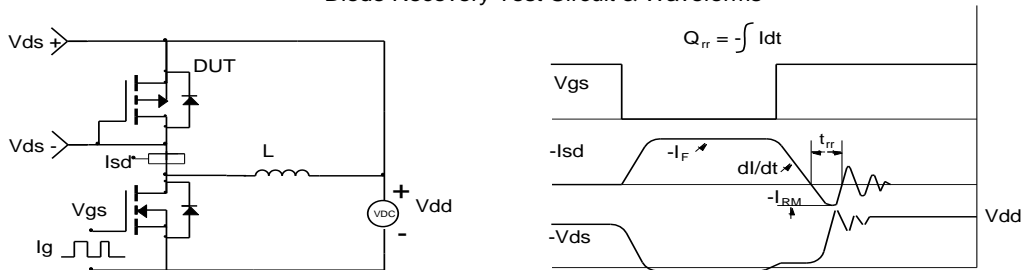 Diode Recovery Test Circuit & Waveforms
Vds +
DUT
Vds -
Isd
L
Vgs
Ig
+
VDC
Vdd
-
Qrr = -∫ Idt
Vgs
-Isd
-IF
dI/dt
trr
-IRM
Vdd
-Vds